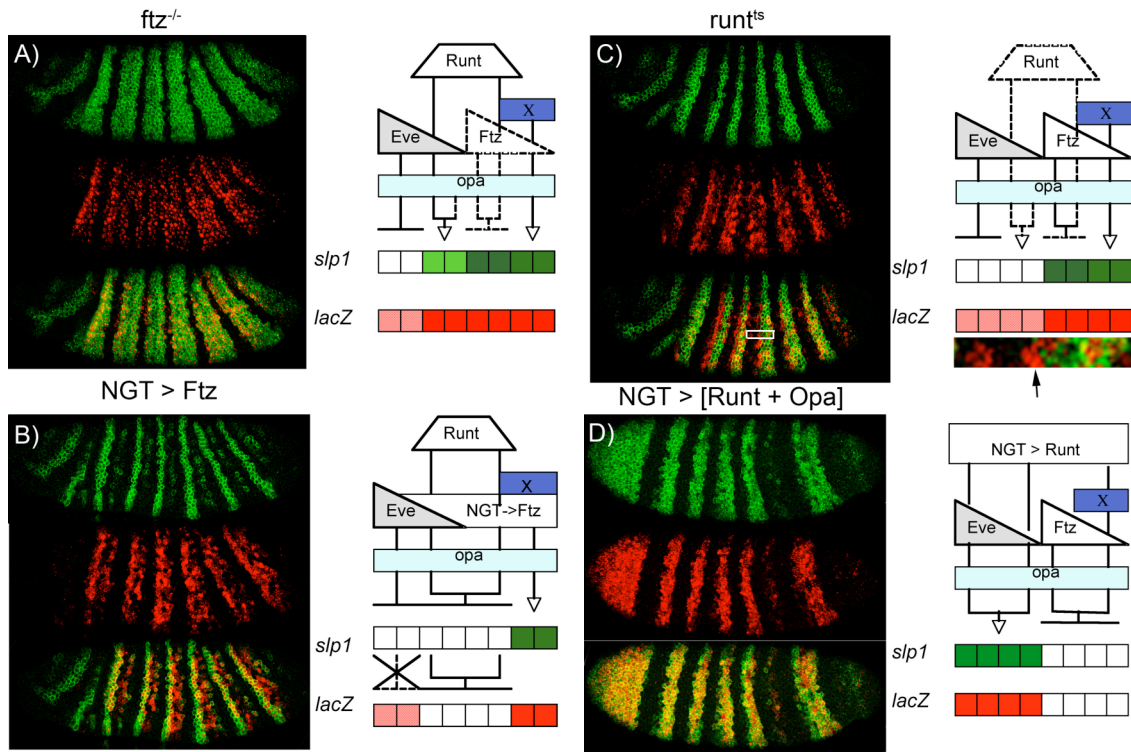 ftz-/-
A)
Runt
X
Eve
Ftz
opa
slp1
lacZ
runtts
C)
Runt
X
Eve
Ftz
opa
slp1
lacZ
NGT > Ftz
B)
Runt
X
Eve
NGT->Ftz
opa
slp1
lacZ
NGT > [Runt + Opa]
D)
NGT > Runt
X
Eve
Ftz
opa
slp1
lacZ